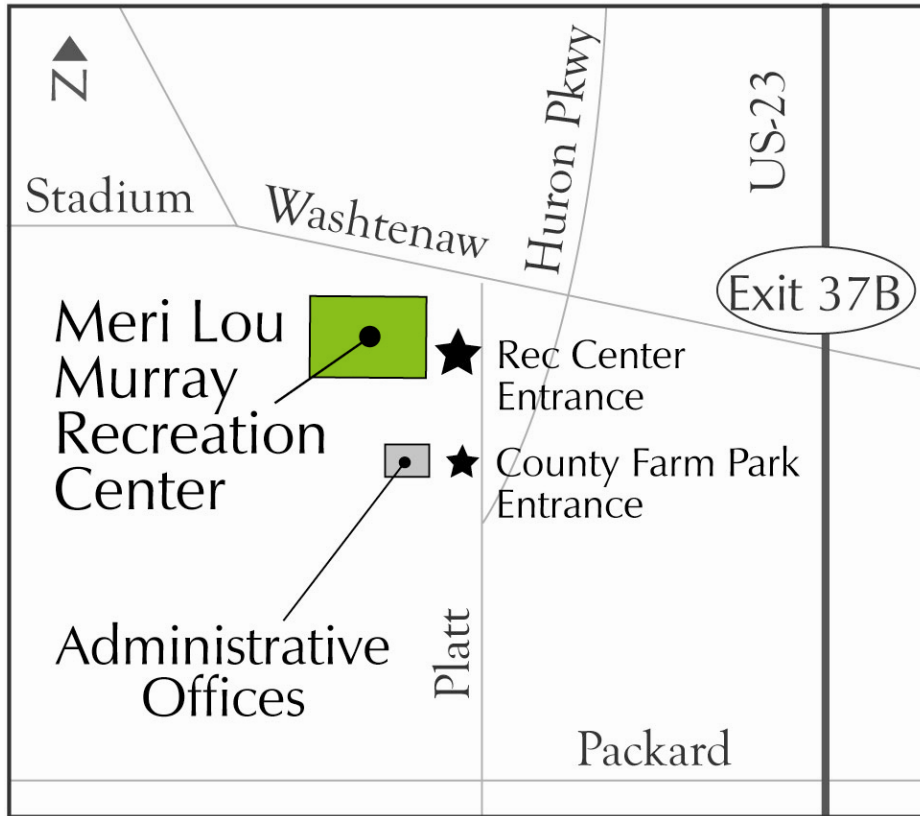 N
Stadium
Washtenaw
Huron Pkwy
US-23
Exit 37B
Meri Lou
Murray
Recreation
Center
Rec Center
Entrance
County Farm Park
Entrance
Administrative
Offices
Platt
Packard